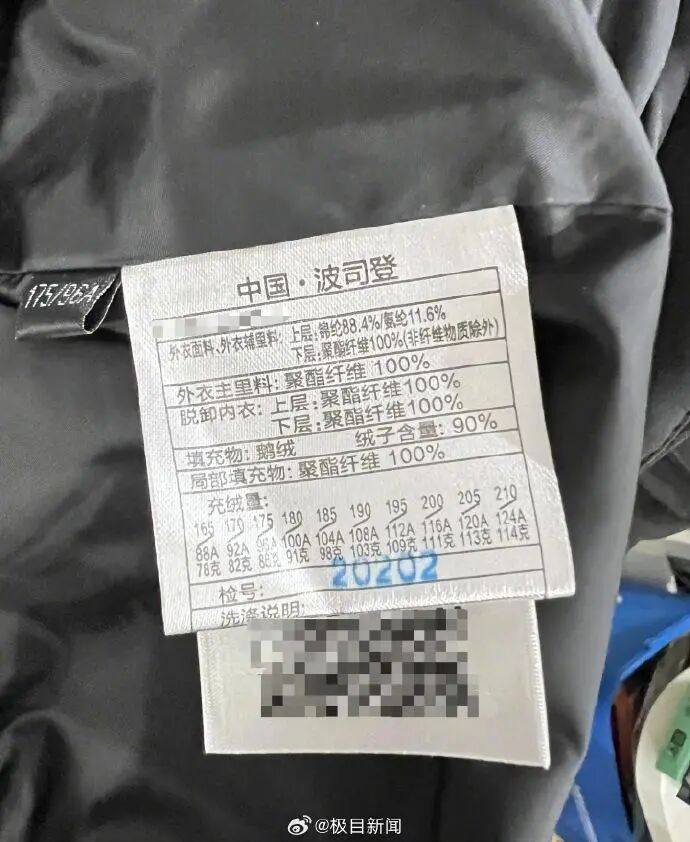 175/96A
中国·波司登
外衣面料、外衣辅里料: 上层:锦纶88.4%/氨纶11.6%
下层:聚酯纤维100%(非纤维物质除外)
外衣主里料: 聚酯纤维 100%
脱卸内衣: 上层:聚酯纤维100%
下层:聚酯纤维100%
填充物: 鹅绒 绒子含量: 90%
局部填充物: 聚酯纤维 100%
充绒量:
165 170 175 180 185 190 195 200 205 210
88A 92A 96A 100A 104A 108A 112A 116A 120A 124A
78克 82克 86克 91克 98克 103克 109克 111克 113克 114克
检号: 20202
洗涤说明:
@极目新闻